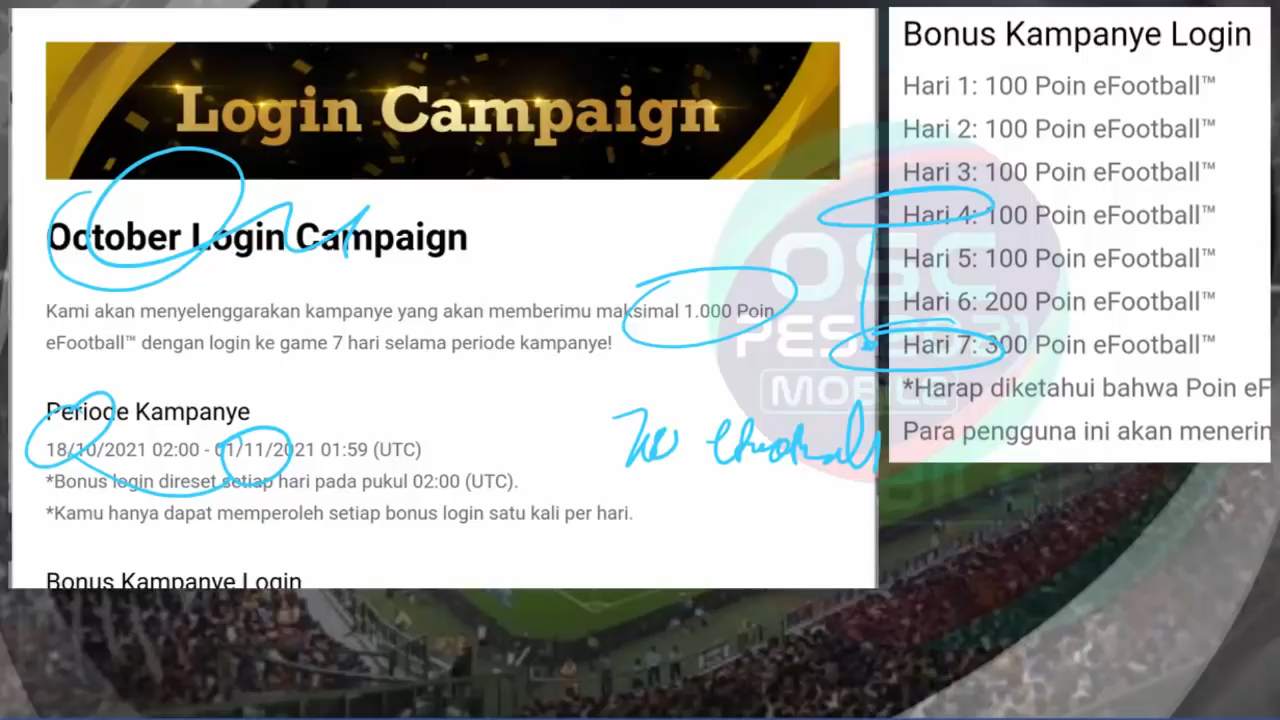 Login Campaign
October Login Campaign
Kami akan menyelenggarakan kampanye yang akan memberimu maksimal 1.000 Poin
eFootball™ dengan login ke game 7 hari selama periode kampanye!
Periode Kampanye
18/10/2021 02:00 - 01/11/2021 01:59 (UTC)
*Bonus login direset setiap hari pada pukul 02:00 (UTC).
*Kamu hanya dapat memperoleh setiap bonus login satu kali per hari.
Bonus Kampanye Login
Bonus Kampanye Login
Hari 1: 100 Poin eFootball™
Hari 2: 100 Poin eFootball™
Hari 3: 100 Poin eFootball™
Hari 4: 100 Poin eFootball™
Hari 5: 100 Poin eFootball™
Hari 6: 200 Poin eFootball™
Hari 7: 300 Poin eFootball™
*Harap diketahui bahwa Poin eF
Para pengguna ini akan menerin
OSC
PES 2021
MOBILE